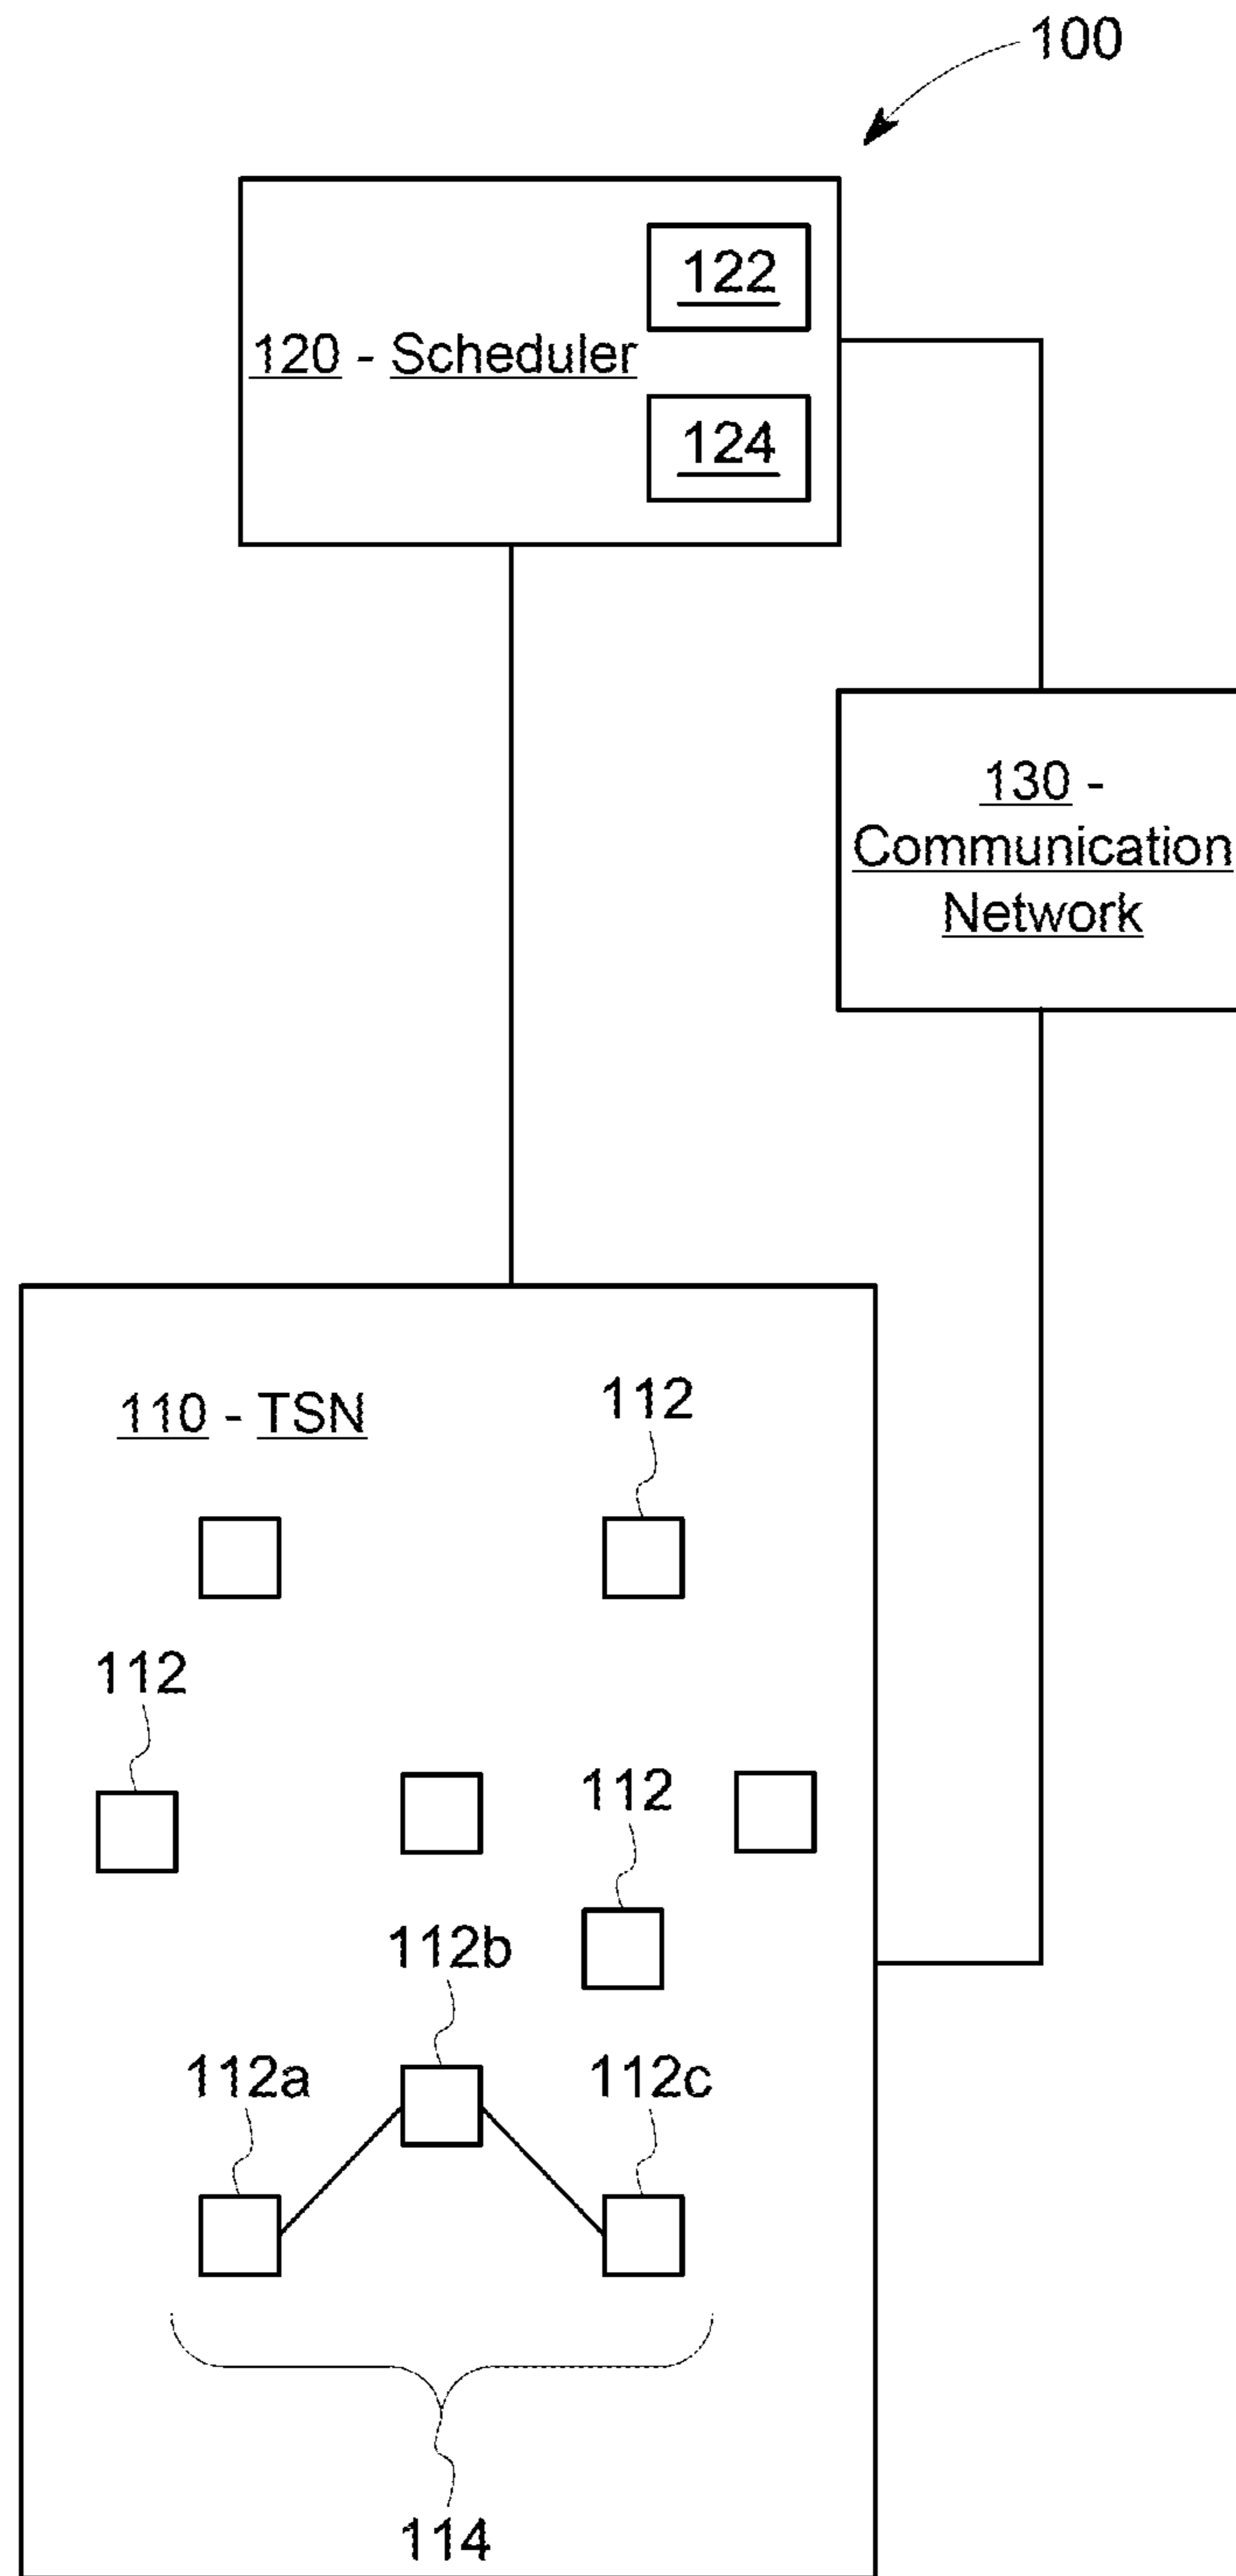 100
122
120 - Scheduler
124
130 -
Communication
Network
110 - TSN
112
112
112
112b
112a
112c
114